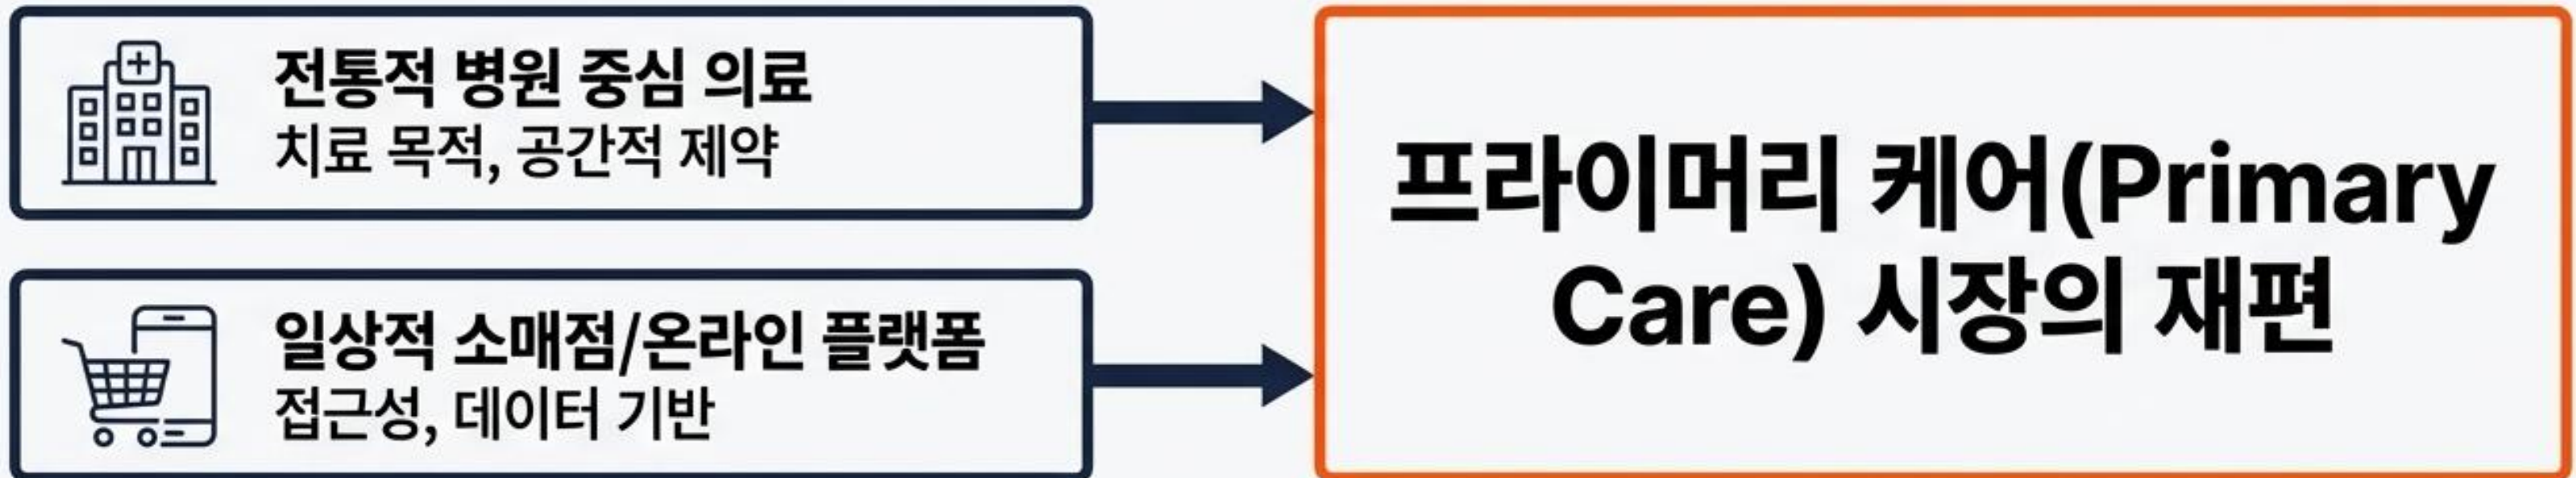 전통적 병원 중심 의료
치료 목적, 공간적 제약
일상적 소매점/온라인 플랫폼
접근성, 데이터 기반
프라이머리 케어(Primary
Care) 시장의 재편